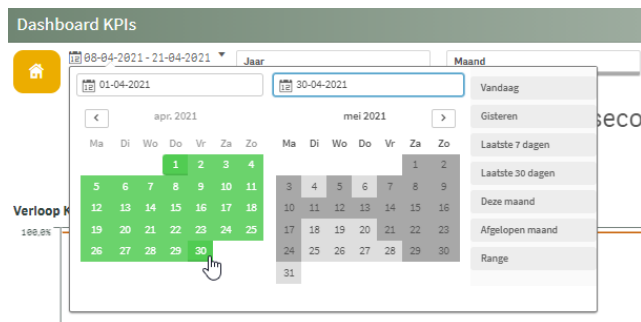 Dashboard KPIs
08-04-2021 - 21-04-2021
Jaar
Maand
01-04-2021
30-04-2021
apr. 2021
mei 2021
Ma Di Wo Do Vr Za Zo
Ma Di Wo Do Vr Za Zo
1 2 3 4
1 2
5 6 7 8 9 10 11
3 4 5 6 7 8 9
12 13 14 15 16 17 18
10 11 12 13 14 15 16
19 20 21 22 23 24 25
17 18 19 20 21 22 23
26 27 28 29 30
24 25 26 27 28 29 30
31
Vandaag
Gisteren
Laatste 7 dagen
Laatste 30 dagen
Deze maand
Afgelopen maand
Range
seco
Verloop K
100,0%